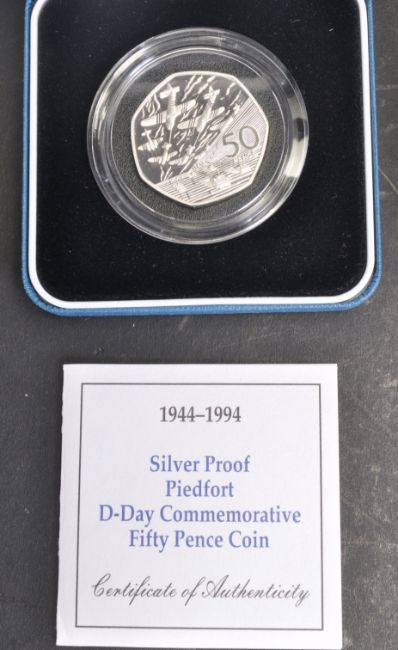 50
1944–1994
Silver Proof
Piedfort
D-Day Commemorative
Fifty Pence Coin
Certificate of Authenticity